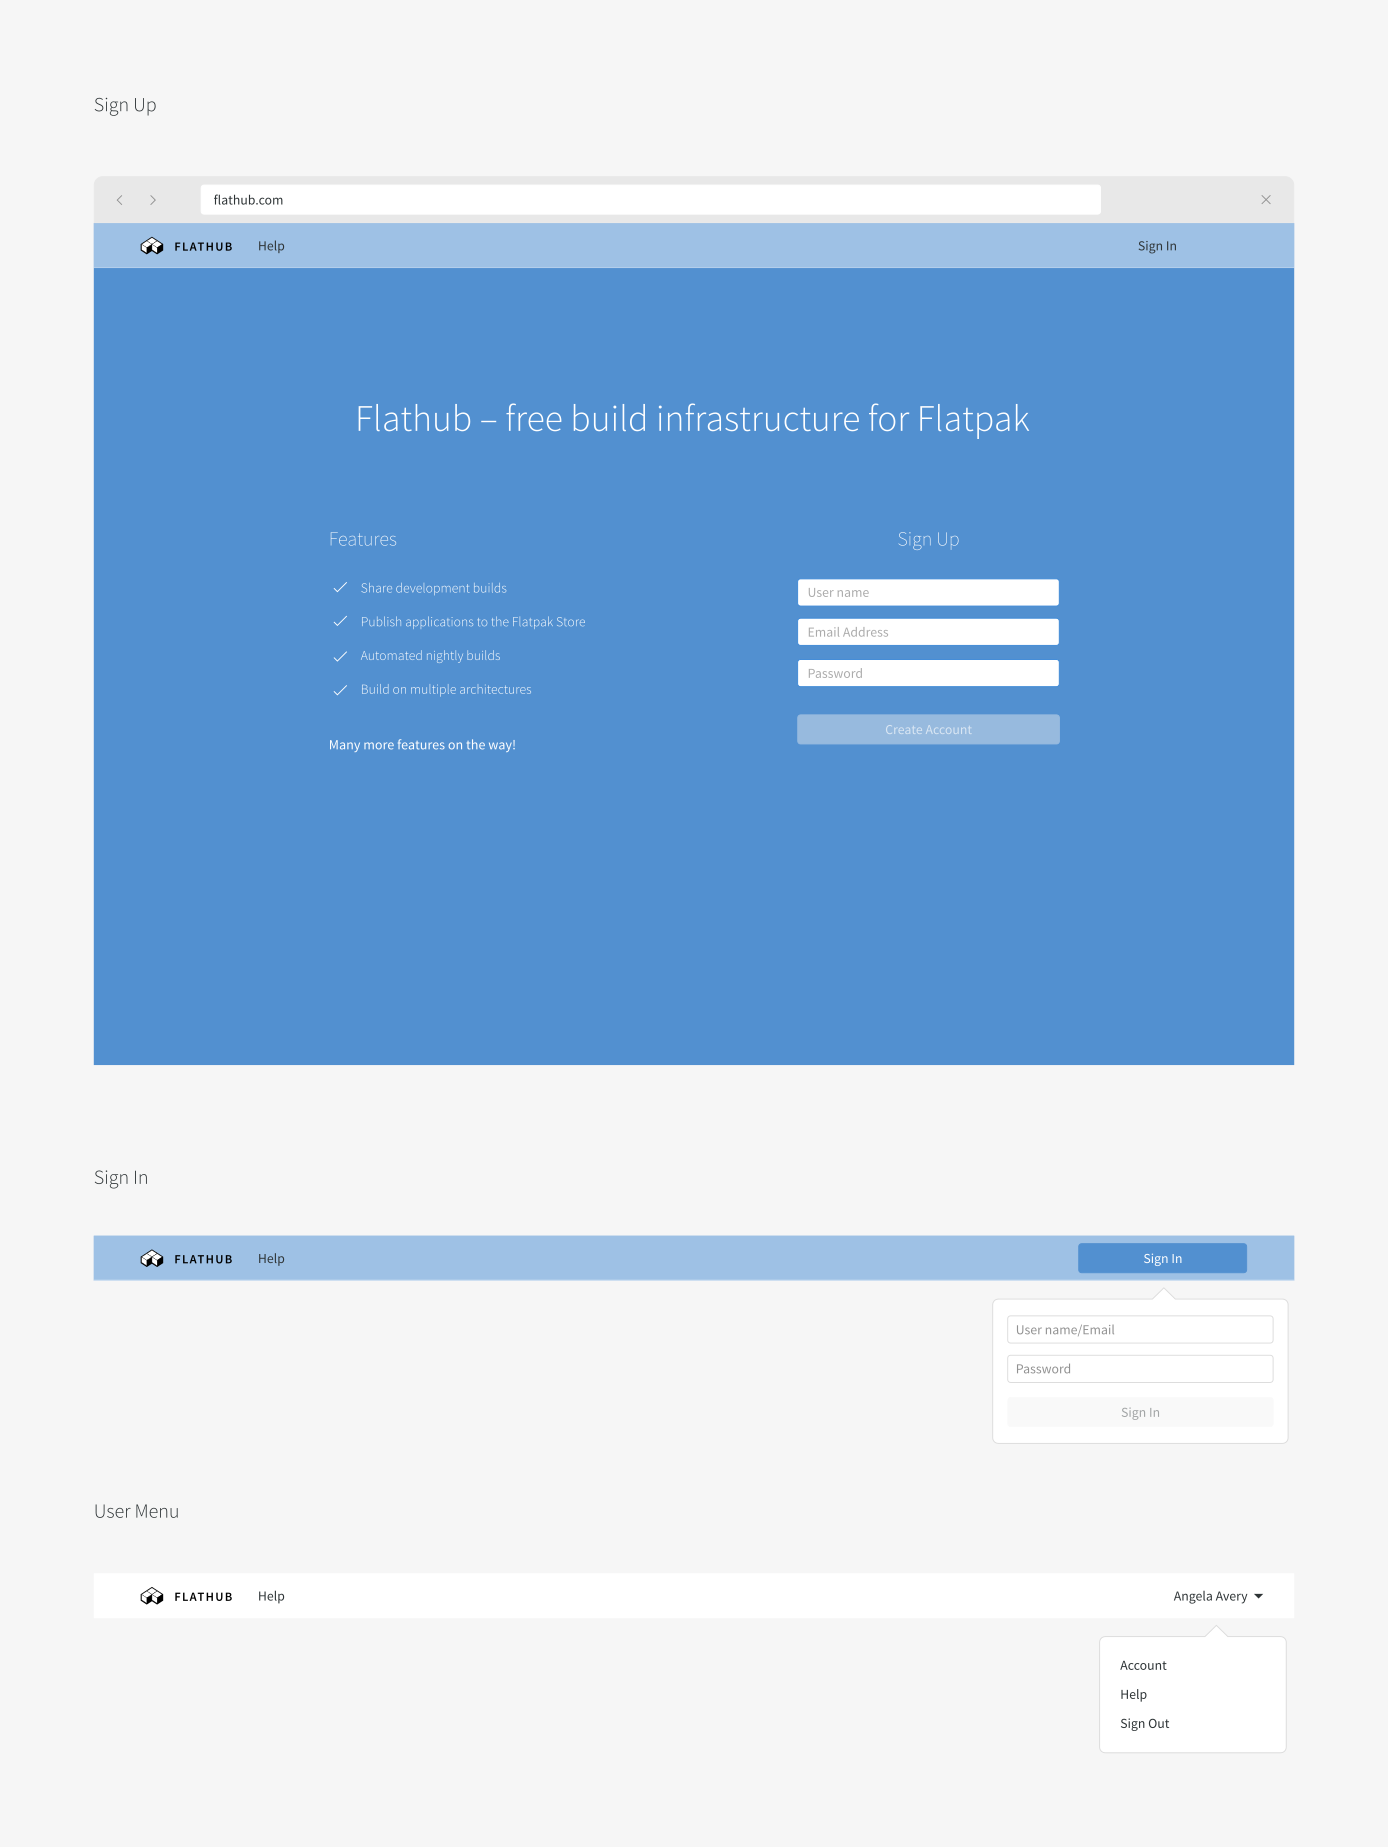 Sign Up
flathub.com
FLATHUB Help Sign In
Flathub – free build infrastructure for Flatpak
Features
Share development builds
Publish applications to the Flatpak Store
Automated nightly builds
Build on multiple architectures
Many more features on the way!
Sign Up
User name
Email Address
Password
Create Account
Sign In
FLATHUB Help Sign In
User name/Email
Password
Sign In
User Menu
FLATHUB Help Angela Avery
Account
Help
Sign Out